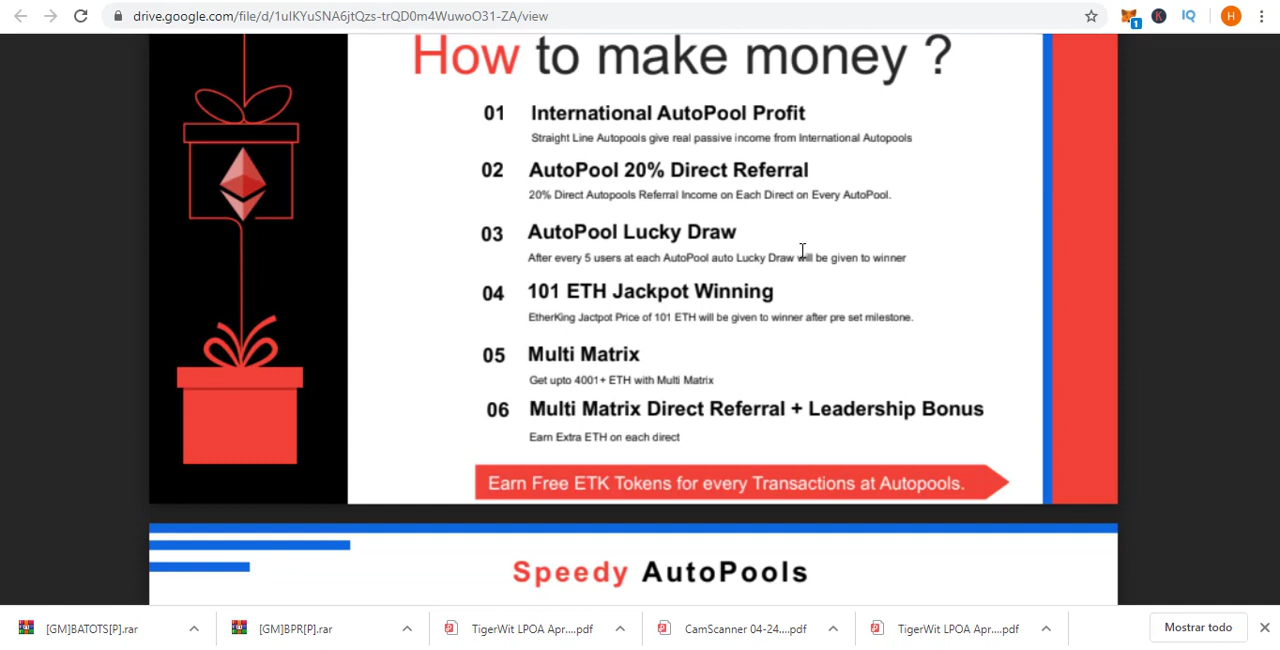 drive.google.com/file/d/1uIKYuSNA6jtQzs-trQD0m4WuwoO31-ZA/view
1
K
IQ
H
How to make money ?
01 International AutoPool Profit
Straight Line Autopools give real passive income from International Autopools
02 AutoPool 20% Direct Referral
20% Direct Autopools Referral Income on Each Direct on Every AutoPool.
03 AutoPool Lucky Draw
After every 5 users at each AutoPool auto Lucky Draw will be given to winner
04 101 ETH Jackpot Winning
EtherKing Jactpot Price of 101 ETH will be given to winner after pre set milestone.
05 Multi Matrix
Get upto 4001+ ETH with Multi Matrix
06 Multi Matrix Direct Referral + Leadership Bonus
Earn Extra ETH on each direct
Earn Free ETK Tokens for every Transactions at Autopools.
Speedy AutoPools
[GM]BATOTS[P].rar
[GM]BPR[P].rar
TigerWit LPOA Apr....pdf
CamScanner 04-24....pdf
TigerWit LPOA Apr....pdf
Mostrar todo